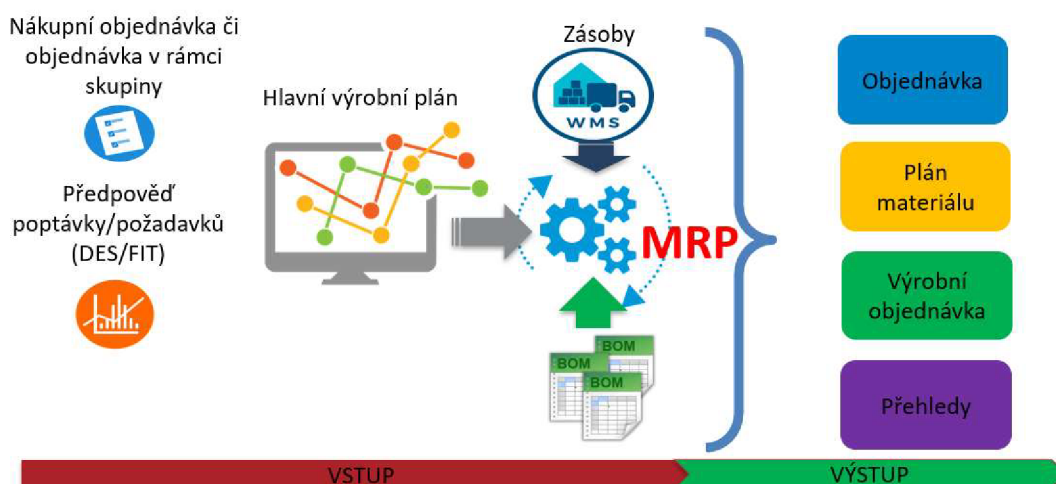 Nákupní objednávka či
objednávka v rámci
skupiny
Předpověď
poptávky/požadavků
(DES/FIT)
Hlavní výrobní plán
Zásoby
WMS
MRP
BOM
BOM
BOM
Objednávka
Plán
materiálu
Výrobní
objednávka
Přehledy
VSTUP
VÝSTUP